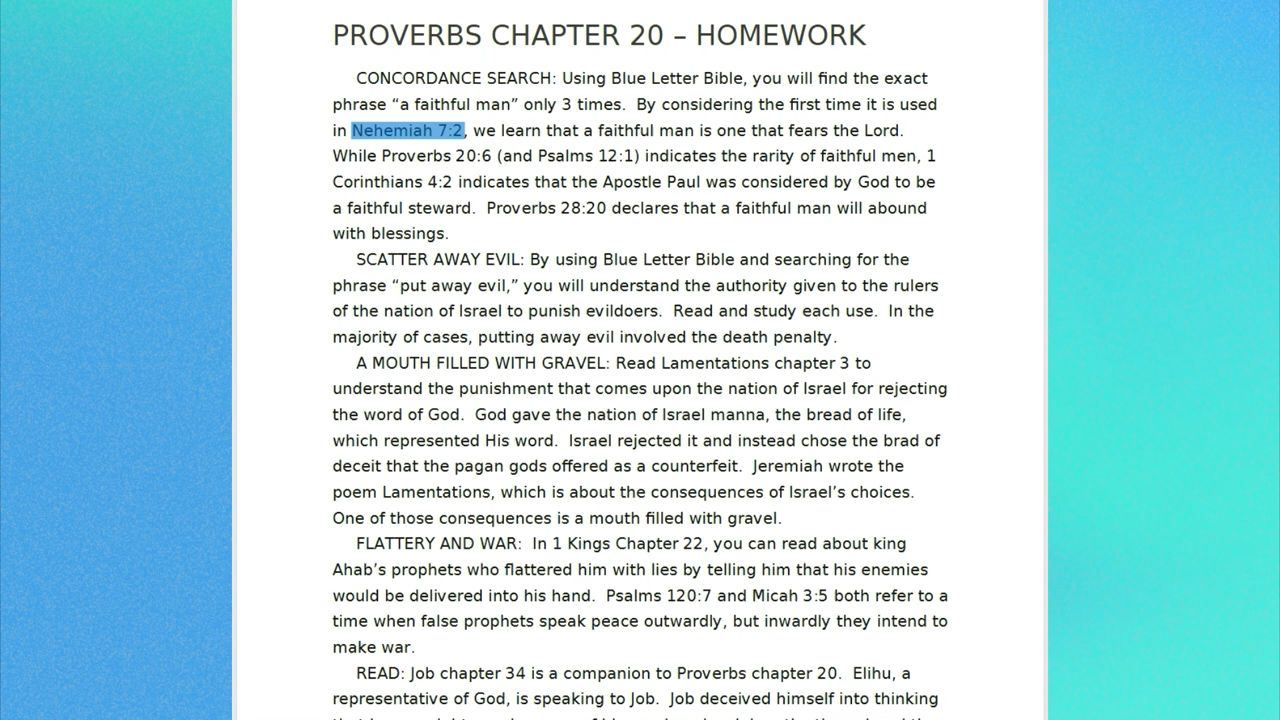 PROVERBS CHAPTER 20 – HOMEWORK
CONCORDANCE SEARCH: Using Blue Letter Bible, you will find the exact
phrase “a faithful man” only 3 times.  By considering the first time it is used
in Nehemiah 7:2, we learn that a faithful man is one that fears the Lord.
While Proverbs 20:6 (and Psalms 12:1) indicates the rarity of faithful men, 1
Corinthians 4:2 indicates that the Apostle Paul was considered by God to be
a faithful steward.  Proverbs 28:20 declares that a faithful man will abound
with blessings.
SCATTER AWAY EVIL: By using Blue Letter Bible and searching for the
phrase “put away evil,” you will understand the authority given to the rulers
of the nation of Israel to punish evildoers.  Read and study each use.  In the
majority of cases, putting away evil involved the death penalty.
A MOUTH FILLED WITH GRAVEL: Read Lamentations chapter 3 to
understand the punishment that comes upon the nation of Israel for rejecting
the word of God.  God gave the nation of Israel manna, the bread of life,
which represented His word.  Israel rejected it and instead chose the brad of
deceit that the pagan gods offered as a counterfeit.  Jeremiah wrote the
poem Lamentations, which is about the consequences of Israel’s choices.
One of those consequences is a mouth filled with gravel.
FLATTERY AND WAR:  In 1 Kings Chapter 22, you can read about king
Ahab’s prophets who flattered him with lies by telling him that his enemies
would be delivered into his hand.  Psalms 120:7 and Micah 3:5 both refer to a
time when false prophets speak peace outwardly, but inwardly they intend to
make war.
READ: Job chapter 34 is a companion to Proverbs chapter 20.  Elihu, a
representative of God, is speaking to Job.  Job deceived himself into thinking